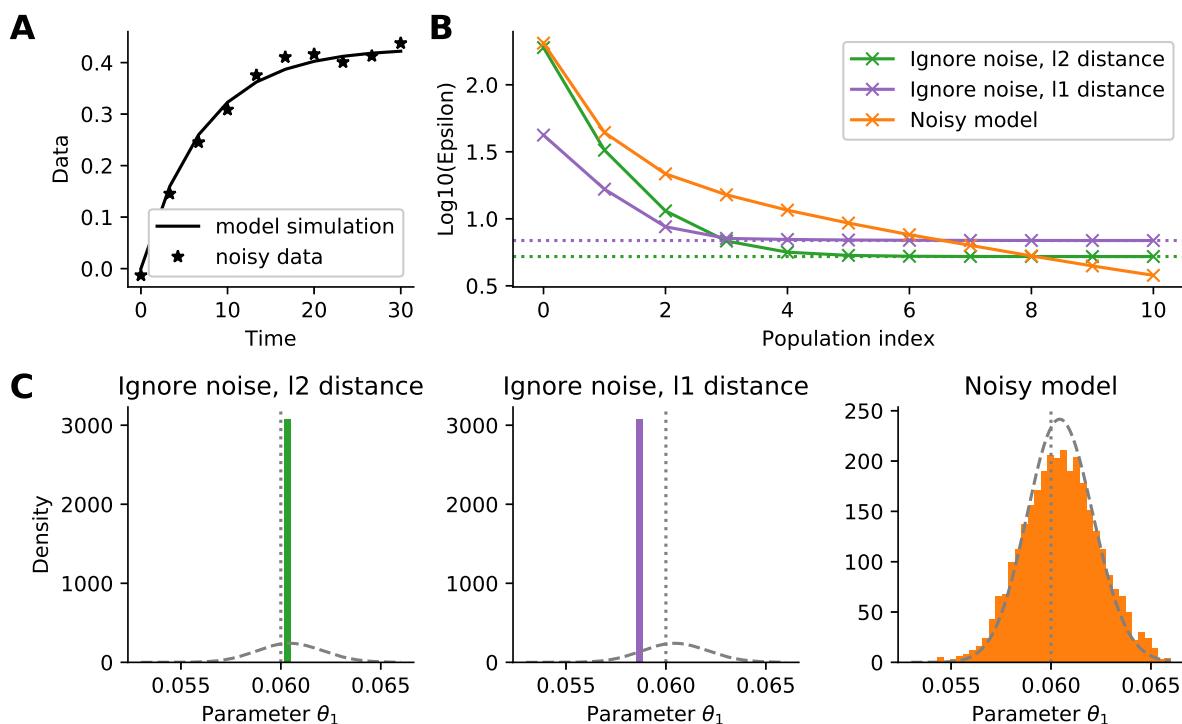 A
Data
0.4
0.3
0.2
0.1
0.0
model simulation
noisy data
0
10
20
30
Time
B
Log10(Epsilon)
2.0
1.5
1.0
0.5
Ignore noise, l2 distance
Ignore noise, l1 distance
Noisy model
0
2
4
6
8
10
Population index
C
Ignore noise, l2 distance
Density
3000
2000
1000
0
0.055
0.060
0.065
Parameter θ₁
Ignore noise, l1 distance
3000
2000
1000
0
0.055
0.060
0.065
Parameter θ₁
Noisy model
250
200
150
100
50
0
0.055
0.060
0.065
Parameter θ₁